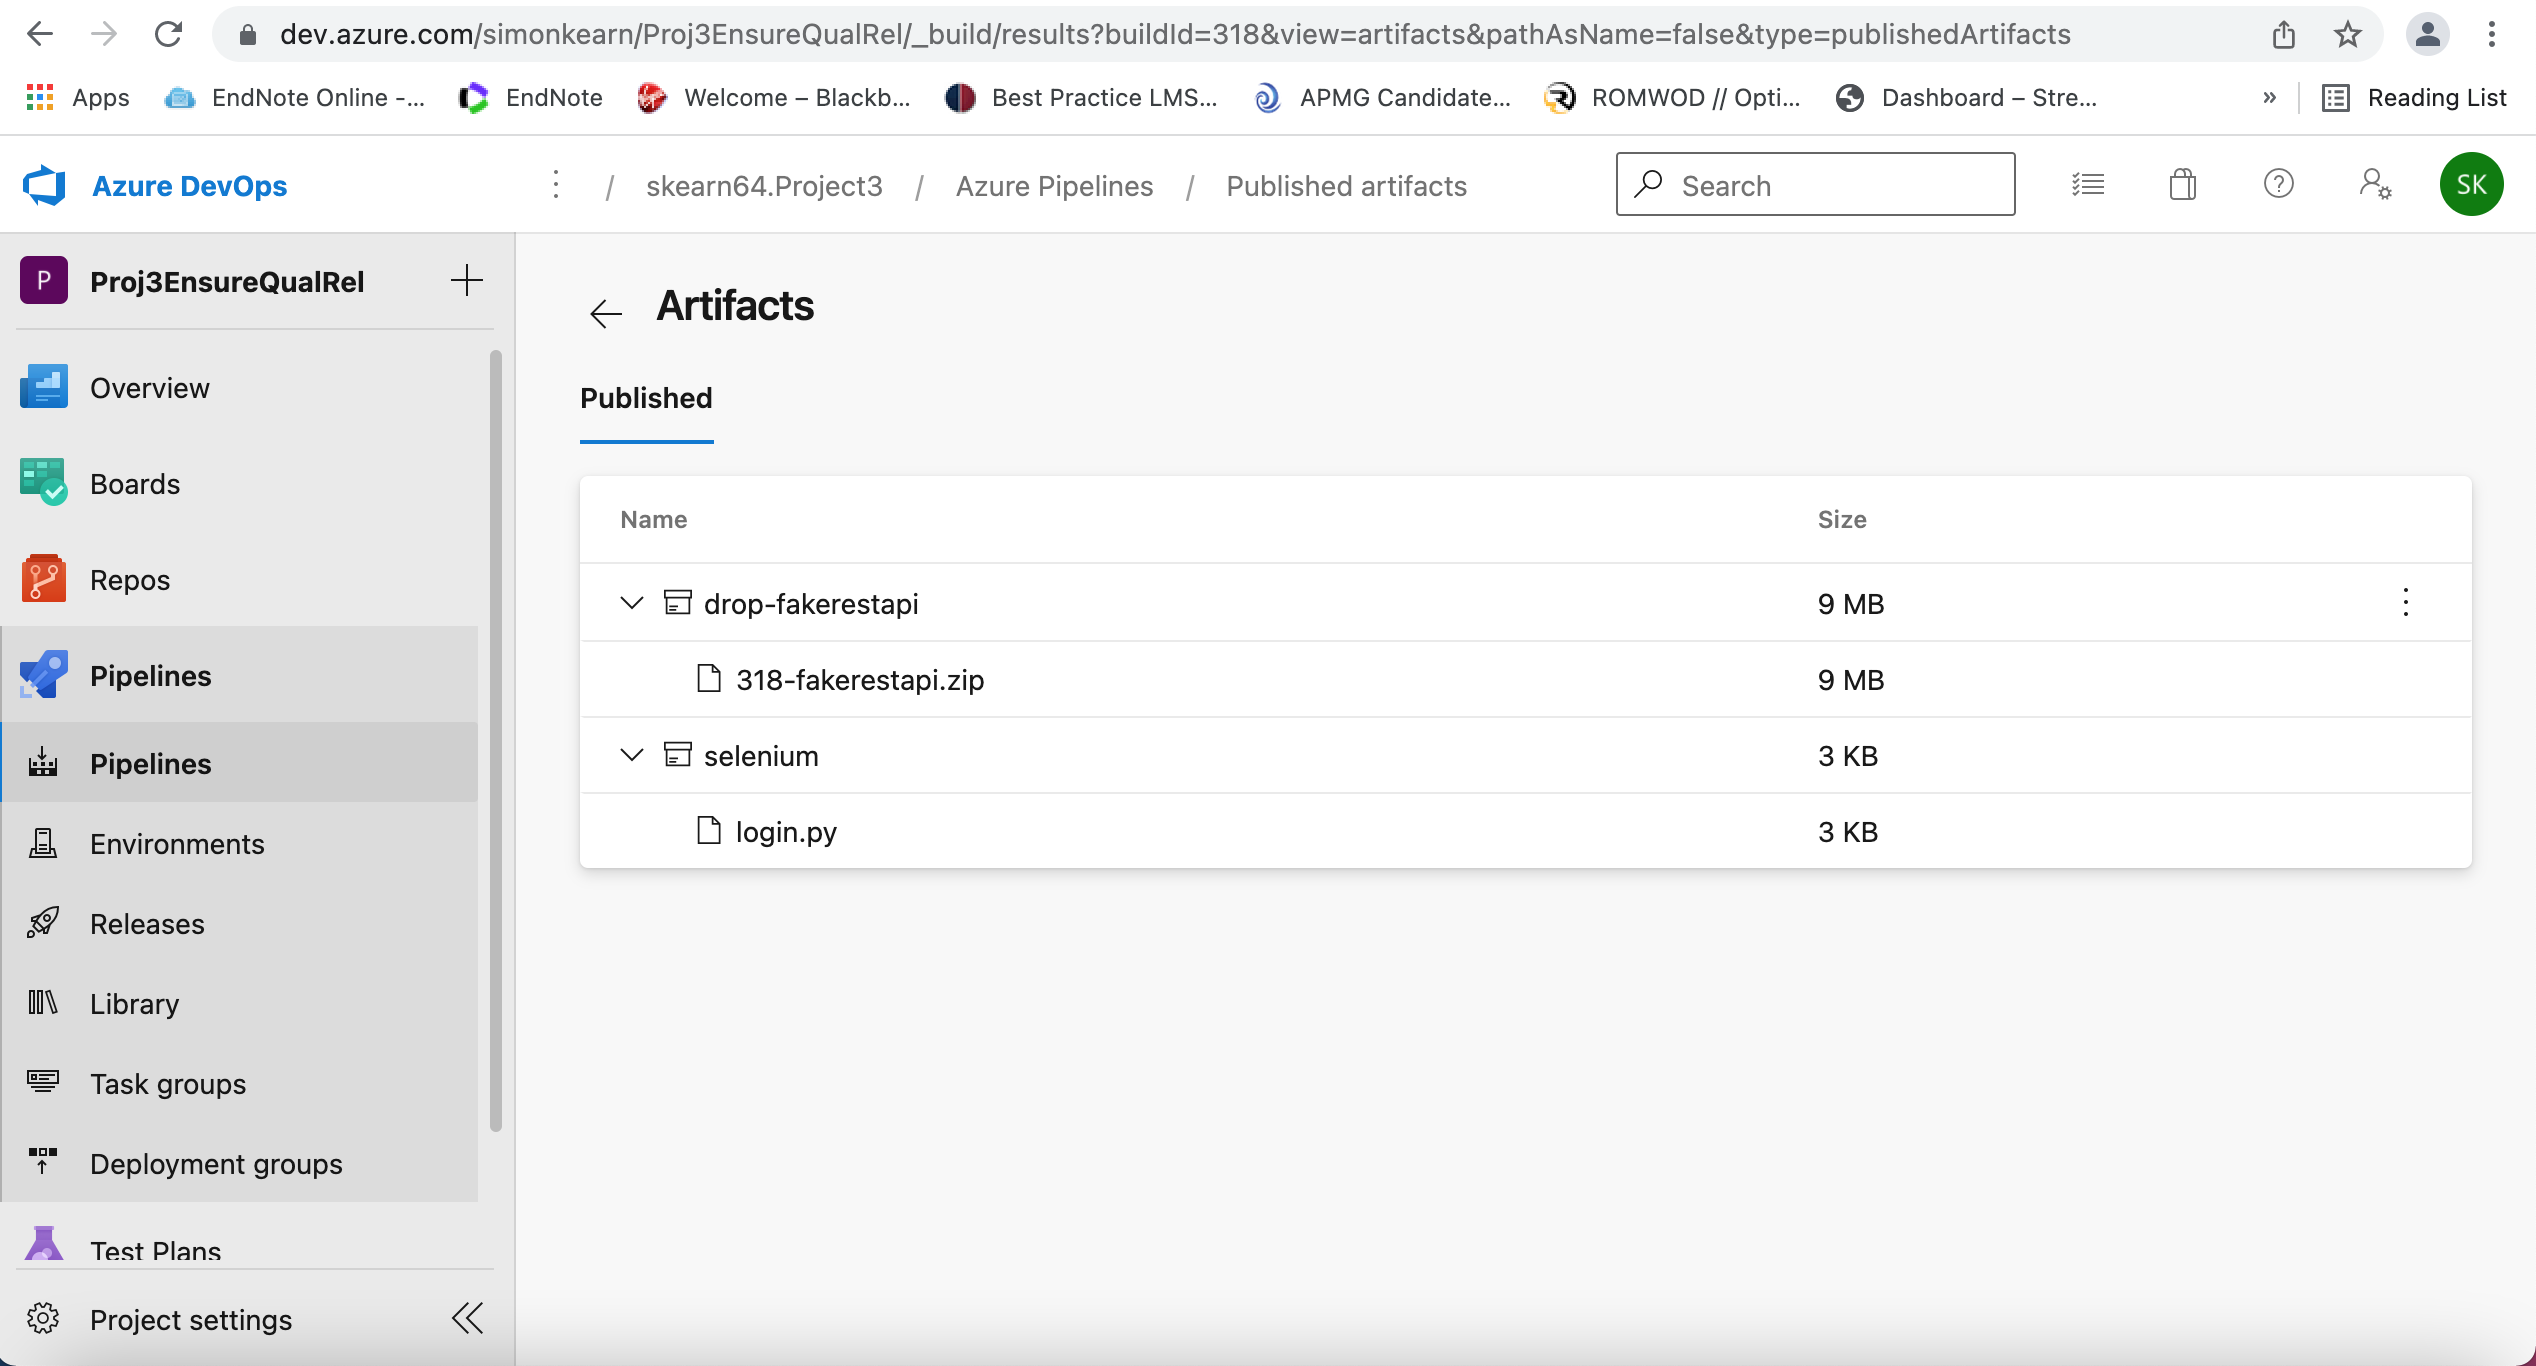 dev.azure.com/simonkearn/Proj3EnsureQualRel/_build/results?buildId=318&view=artifacts&pathAsName=false&type=publishedArtifacts
Apps EndNote Online -... EndNote Welcome – Blackb... Best Practice LMS... APMG Candidate... ROMWOD // Opti... Dashboard – Stre... » Reading List
Azure DevOps / skearn64.Project3 / Azure Pipelines / Published artifacts Search SK
P Proj3EnsureQualRel
Overview
Boards
Repos
Pipelines
Pipelines
Environments
Releases
Library
Task groups
Deployment groups
Test Plans
Project settings
Artifacts
Published
Name Size
drop-fakerestapi 9 MB
318-fakerestapi.zip 9 MB
selenium 3 KB
login.py 3 KB